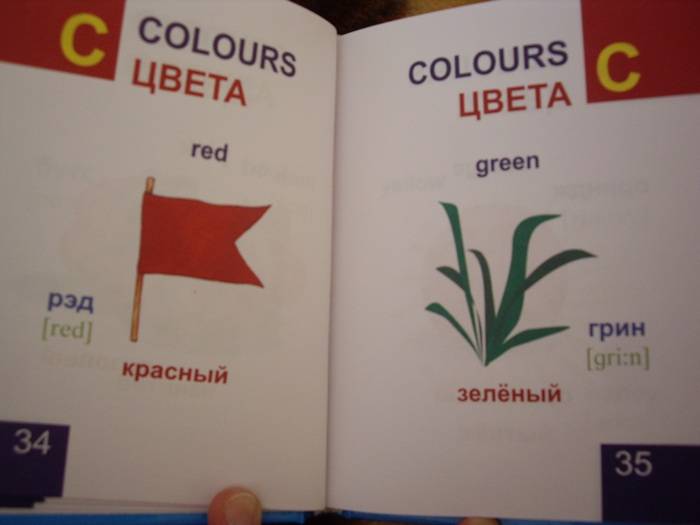 C
COLOURS
ЦВЕТА
red
рэд
[red]
красный
34
COLOURS
C
ЦВЕТА
green
грин
[gri:n]
зелёный
35